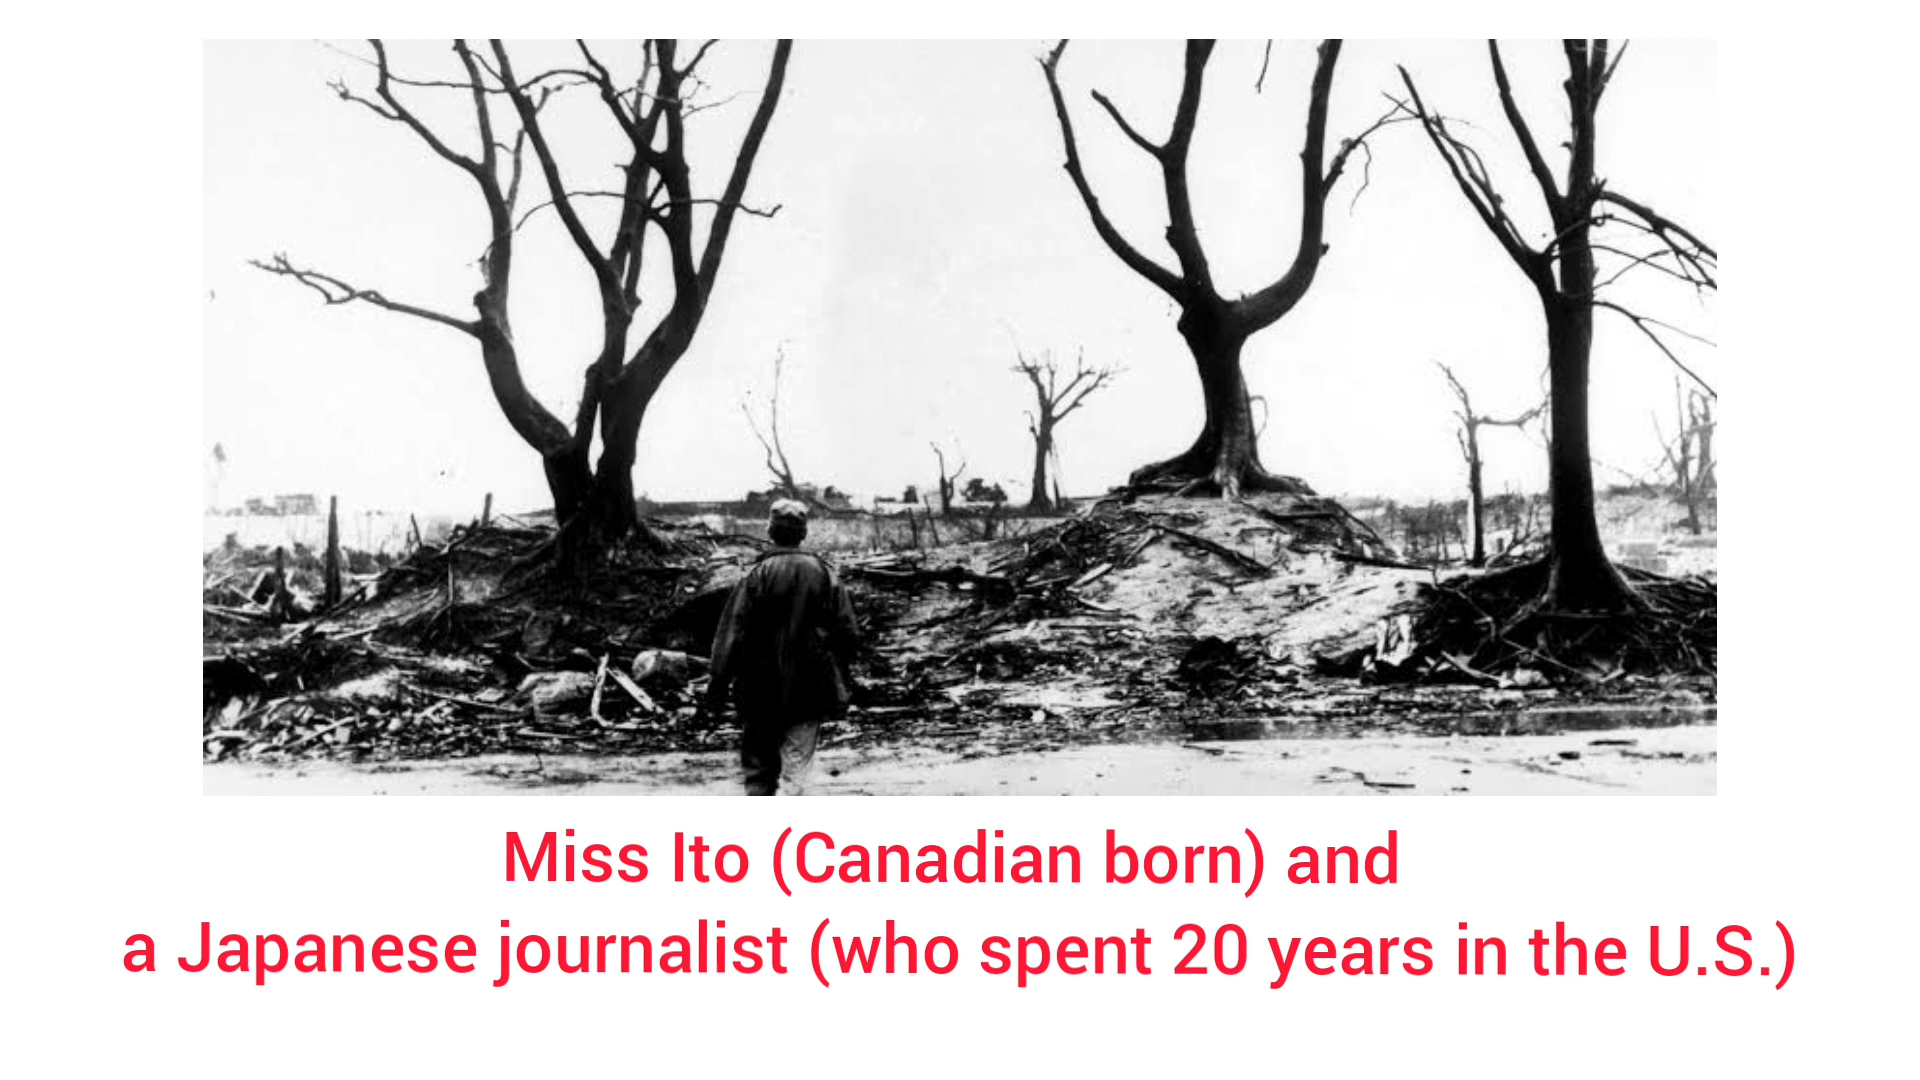 Miss Ito (Canadian born) and
a Japanese journalist (who spent 20 years in the U.S.)